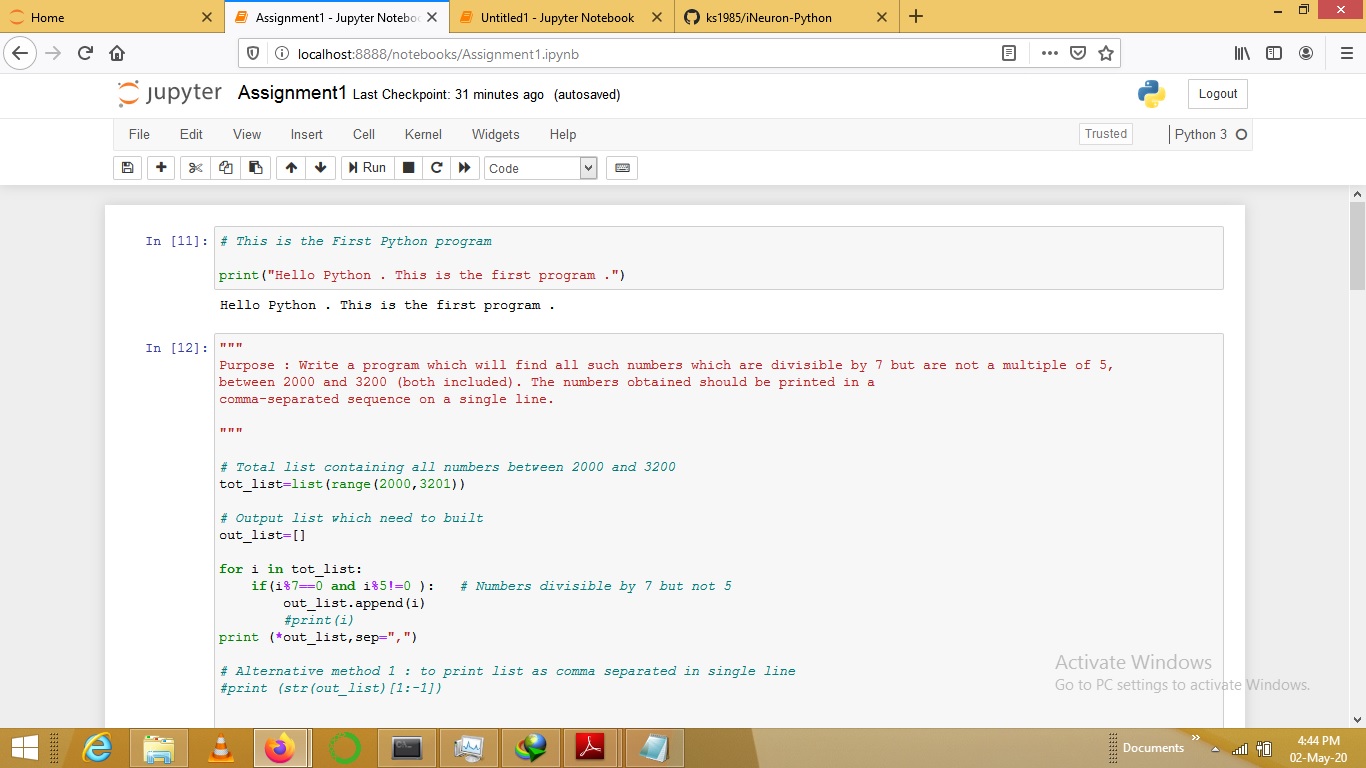 Home
Assignment1 - Jupyter Noteboo
Untitled1 - Jupyter Notebook
ks1985/iNeuron-Python
localhost:8888/notebooks/Assignment1.ipynb
jupyter Assignment1 Last Checkpoint: 31 minutes ago (autosaved)
Logout
File Edit View Insert Cell Kernel Widgets Help
Trusted
Python 3
Run
Code
In [11]: # This is the First Python program
print("Hello Python . This is the first program .")
Hello Python . This is the first program .
In [12]: """
Purpose : Write a program which will find all such numbers which are divisible by 7 but are not a multiple of 5,
between 2000 and 3200 (both included). The numbers obtained should be printed in a
comma-separated sequence on a single line.
"""
# Total list containing all numbers between 2000 and 3200
tot_list=list(range(2000,3201))
# Output list which need to built
out_list=[]
for i in tot_list:
    if(i%7==0 and i%5!=0 ):   # Numbers divisible by 7 but not 5
        out_list.append(i)
        #print(i)
print (*out_list,sep=",")
# Alternative method 1 : to print list as comma separated in single line
#print (str(out_list)[1:-1])
Activate Windows
Go to PC settings to activate Windows.
Documents
4:44 PM
02-May-20